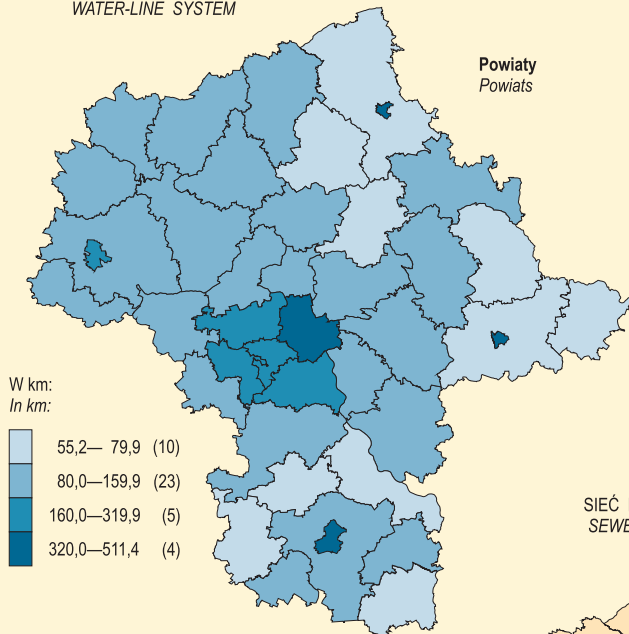 WATER-LINE SYSTEM
Powiaty
Powiats
W km:
In km:
55,2— 79,9 (10)
80,0—159,9 (23)
160,0—319,9 (5)
320,0—511,4 (4)
SIEĆ
SEWE